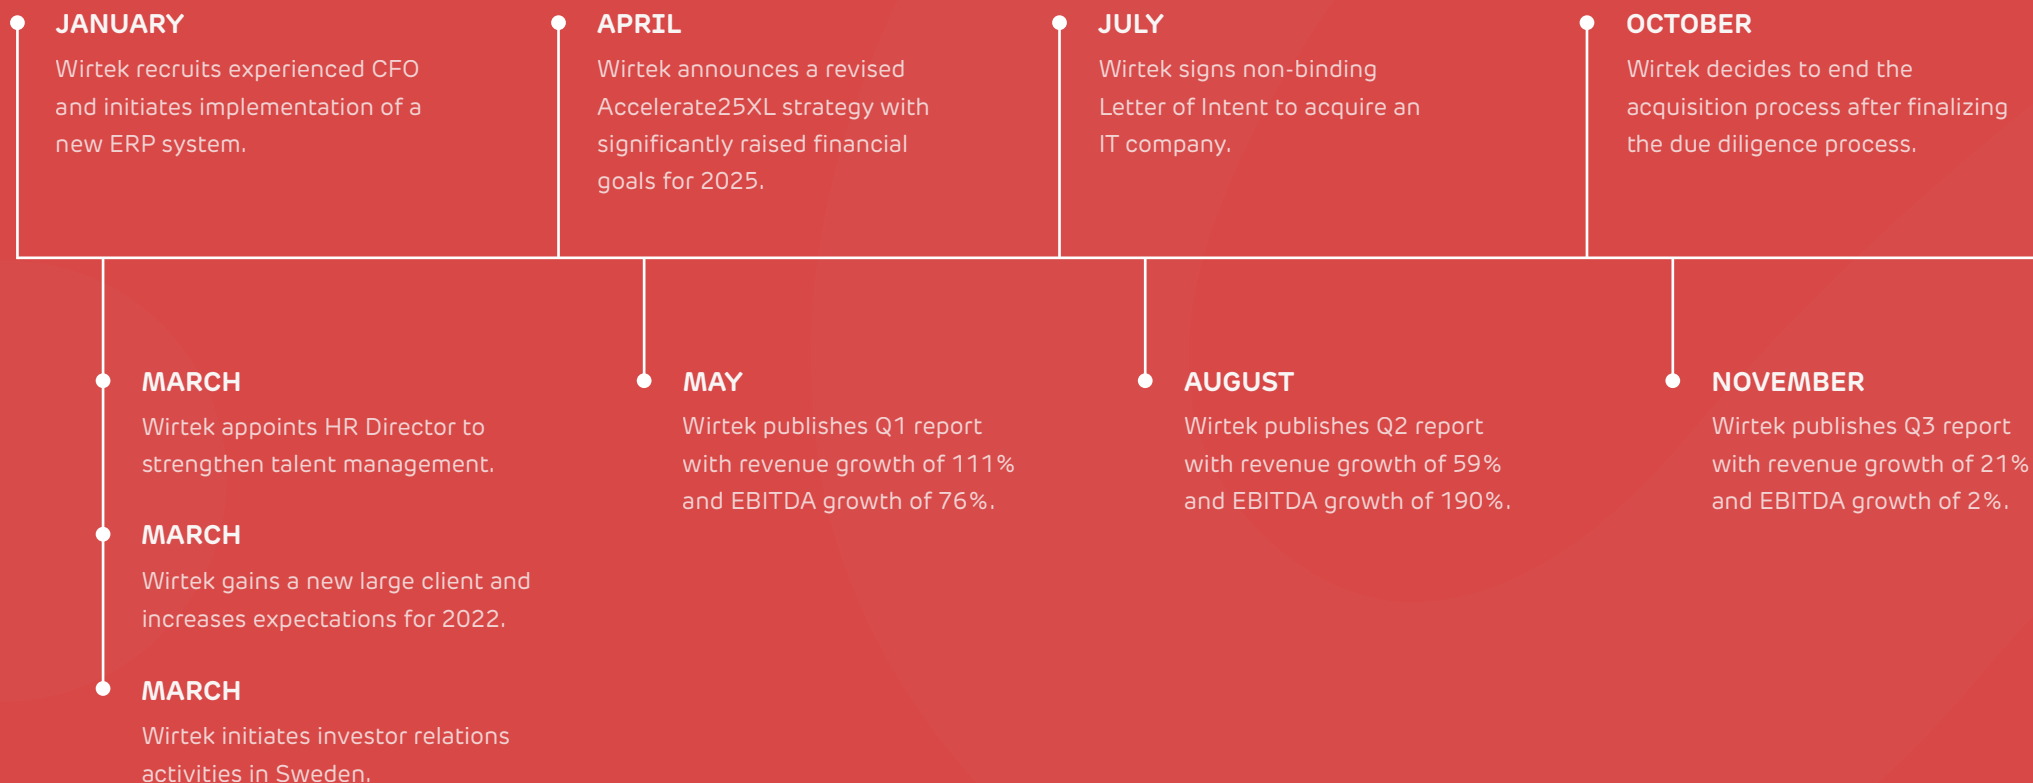 JANUARY
Wirtek recruits experienced CFO
and initiates implementation of a
new ERP system.
APRIL
Wirtek announces a revised
Accelerate25XL strategy with
significantly raised financial
goals for 2025.
JULY
Wirtek signs non-binding
Letter of Intent to acquire an
IT company.
OCTOBER
Wirtek decides to end the
acquisition process after finalizing
the due diligence process.
MARCH
Wirtek appoints HR Director to
strengthen talent management.
MARCH
Wirtek gains a new large client and
increases expectations for 2022.
MARCH
Wirtek initiates investor relations
activities in Sweden.
MAY
Wirtek publishes Q1 report
with revenue growth of 111%
and EBITDA growth of 76%.
AUGUST
Wirtek publishes Q2 report
with revenue growth of 59%
and EBITDA growth of 190%.
NOVEMBER
Wirtek publishes Q3 report
with revenue growth of 21%
and EBITDA growth of 2%.